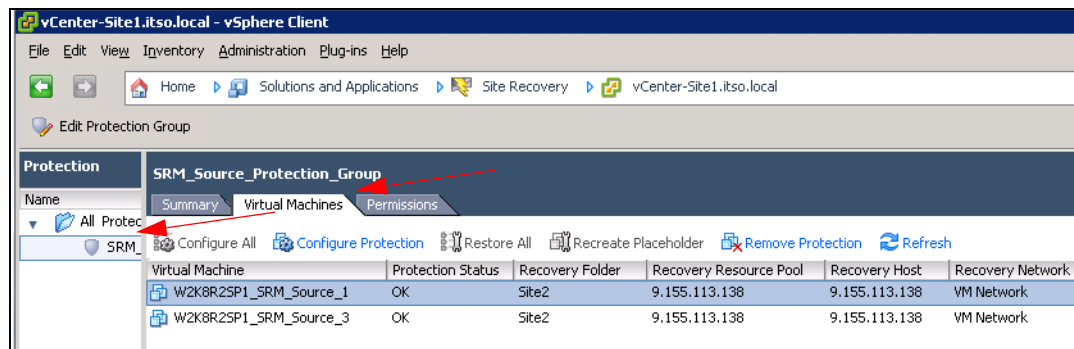 vCenter-Site1.itso.local - vSphere Client
File Edit View Inventory Administration Plug-ins Help
Home Solutions and Applications Site Recovery vCenter-Site1.itso.local
Edit Protection Group
Protection
SRM_Source_Protection_Group
Name
Summary Virtual Machines Permissions
All Protec
SRM_
Configure All Configure Protection Restore All Recreate Placeholder Remove Protection Refresh
Virtual Machine Protection Status Recovery Folder Recovery Resource Pool Recovery Host Recovery Network
W2K8R2SP1_SRM_Source_1 OK Site2 9.155.113.138 9.155.113.138 VM Network
W2K8R2SP1_SRM_Source_3 OK Site2 9.155.113.138 9.155.113.138 VM Network